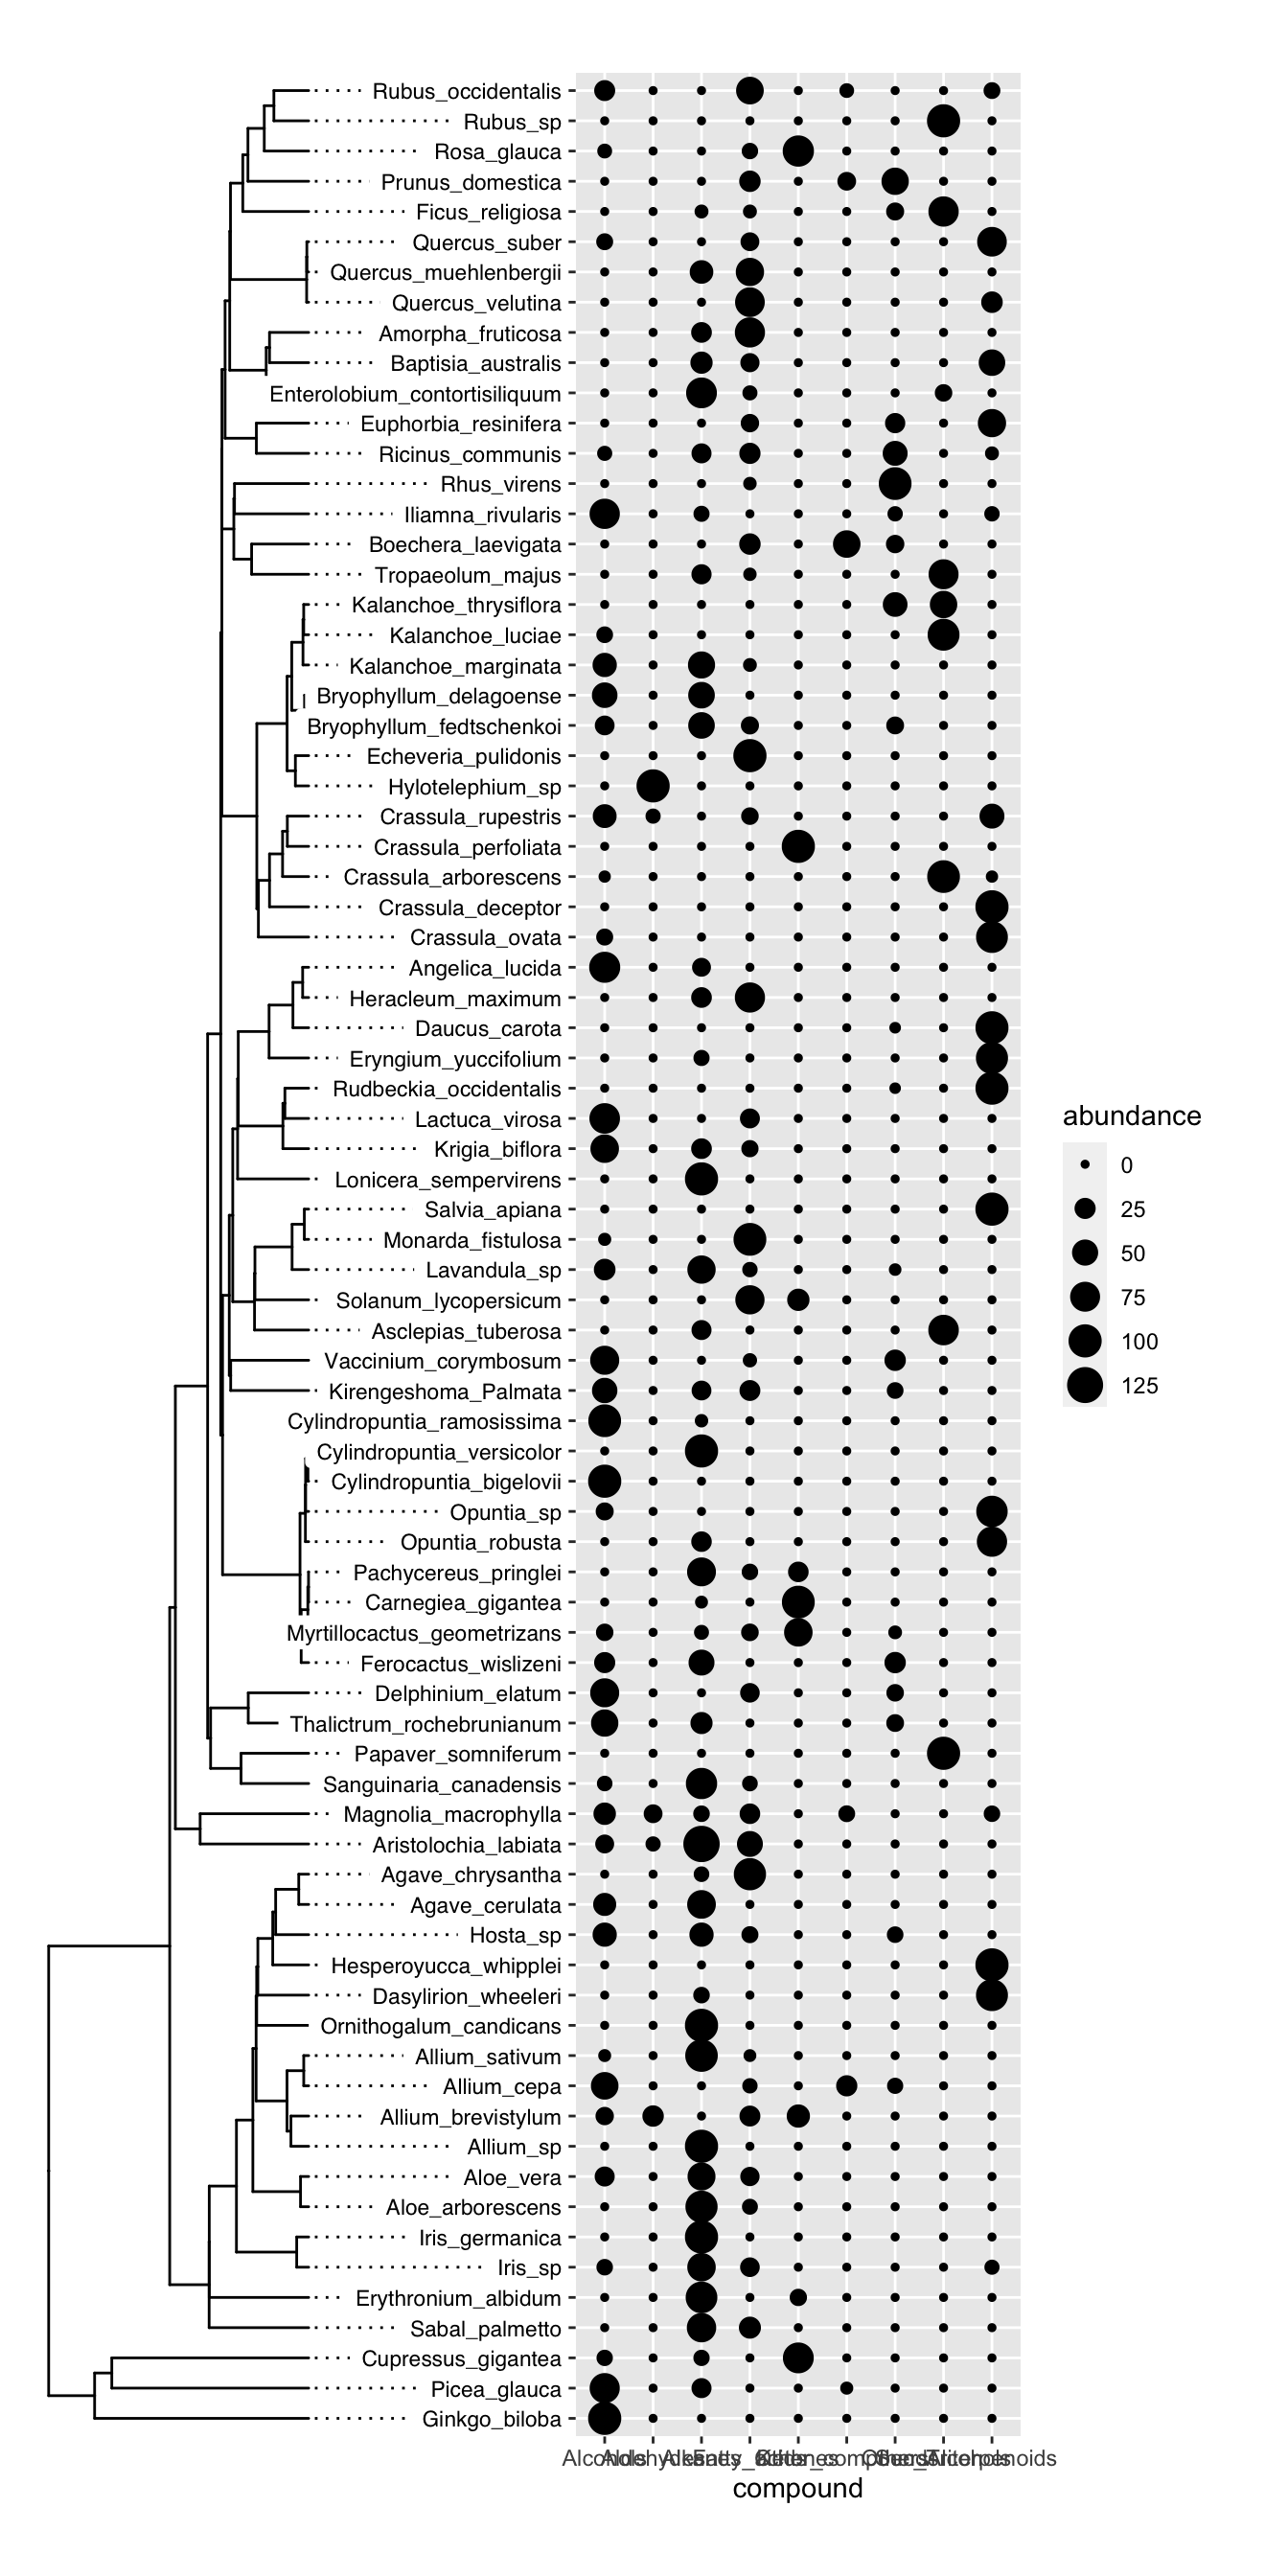 Rubus_occidentalis
Rubus_sp
Rosa_glauca
Prunus_domestica
Ficus_religiosa
Quercus_suber
Quercus_muehlenbergii
Quercus_velutina
Amorpha_fruticosa
Baptisia_australis
Enterolobium_contortisiliquum
Euphorbia_resinifera
Ricinus_communis
Rhus_virens
Iliamna_rivularis
Boechera_laevigata
Tropaeolum_majus
Kalanchoe_thrysiflora
Kalanchoe_luciae
Kalanchoe_marginata
Bryophyllum_delagoense
Bryophyllum_fedtschenkoi
Echeveria_pulidonis
Hylotelephium_sp
Crassula_rupestris
Crassula_perfoliata
Crassula_arborescens
Crassula_deceptor
Crassula_ovata
Angelica_lucida
Heracleum_maximum
Daucus_carota
Eryngium_yuccifolium
Rudbeckia_occidentalis
Lactuca_virosa
Krigia_biflora
Lonicera_sempervirens
Salvia_apiana
Monarda_fistulosa
Lavandula_sp
Solanum_lycopersicum
Asclepias_tuberosa
Vaccinium_corymbosum
Kirengeshoma_Palmata
Cylindropuntia_ramosissima
Cylindropuntia_versicolor
Cylindropuntia_bigelovii
Opuntia_sp
Opuntia_robusta
Pachycereus_pringlei
Carnegiea_gigantea
Myrtillocactus_geometrizans
Ferocactus_wislizeni
Delphinium_elatum
Thalictrum_rochebrunianum
Papaver_somniferum
Sanguinaria_canadensis
Magnolia_macrophylla
Aristolochia_labiata
Agave_chrysantha
Agave_cerulata
Hosta_sp
Hesperoyucca_whipplei
Dasylirion_wheeleri
Ornithogalum_candicans
Allium_sativum
Allium_cepa
Allium_brevistylum
Allium_sp
Aloe_vera
Aloe_arborescens
Iris_germanica
Iris_sp
Erythronium_albidum
Sabal_palmetto
Cupressus_gigantea
Picea_glauca
Ginkgo_biloba
compound
abundance
0
25
50
75
100
125